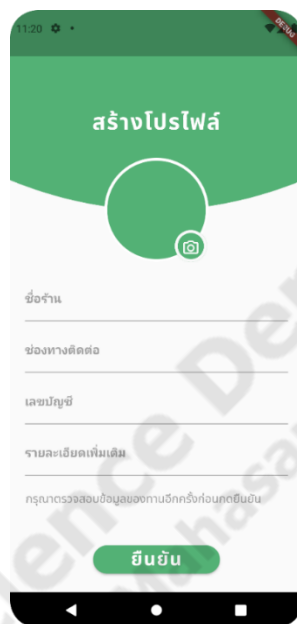 11:20
DEBUG
สร้างโปรไฟล์
ชื่อร้าน
ช่องทางติดต่อ
เลขบัญชี
รายละเอียดเพิ่มเติม
กรุณาตรวจสอบข้อมูลของท่านอีกครั้งก่อนกดยืนยัน
ยืนยัน